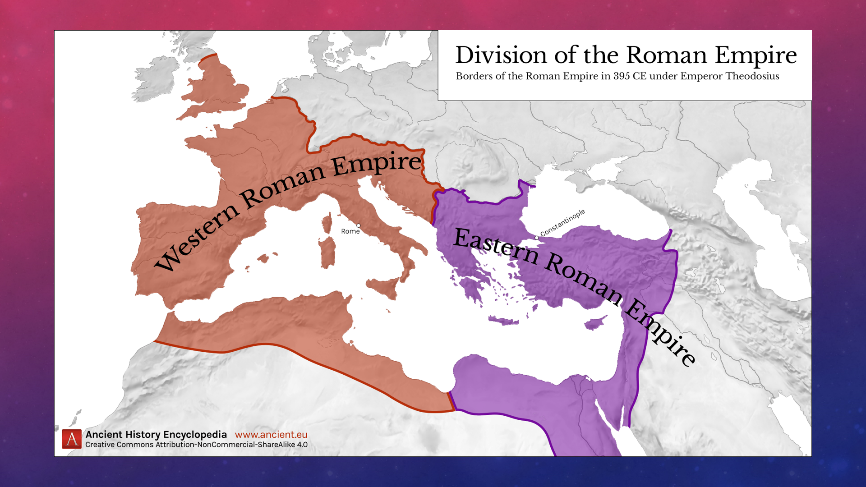 Division of the Roman Empire
Borders of the Roman Empire in 395 CE under Emperor Theodosius
Western Roman Empire
Rome
Constantinople
Eastern Roman Empire
A
Ancient History Encyclopedia www.ancient.eu
Creative Commons Attribution-NonCommercial-ShareAlike 4.0